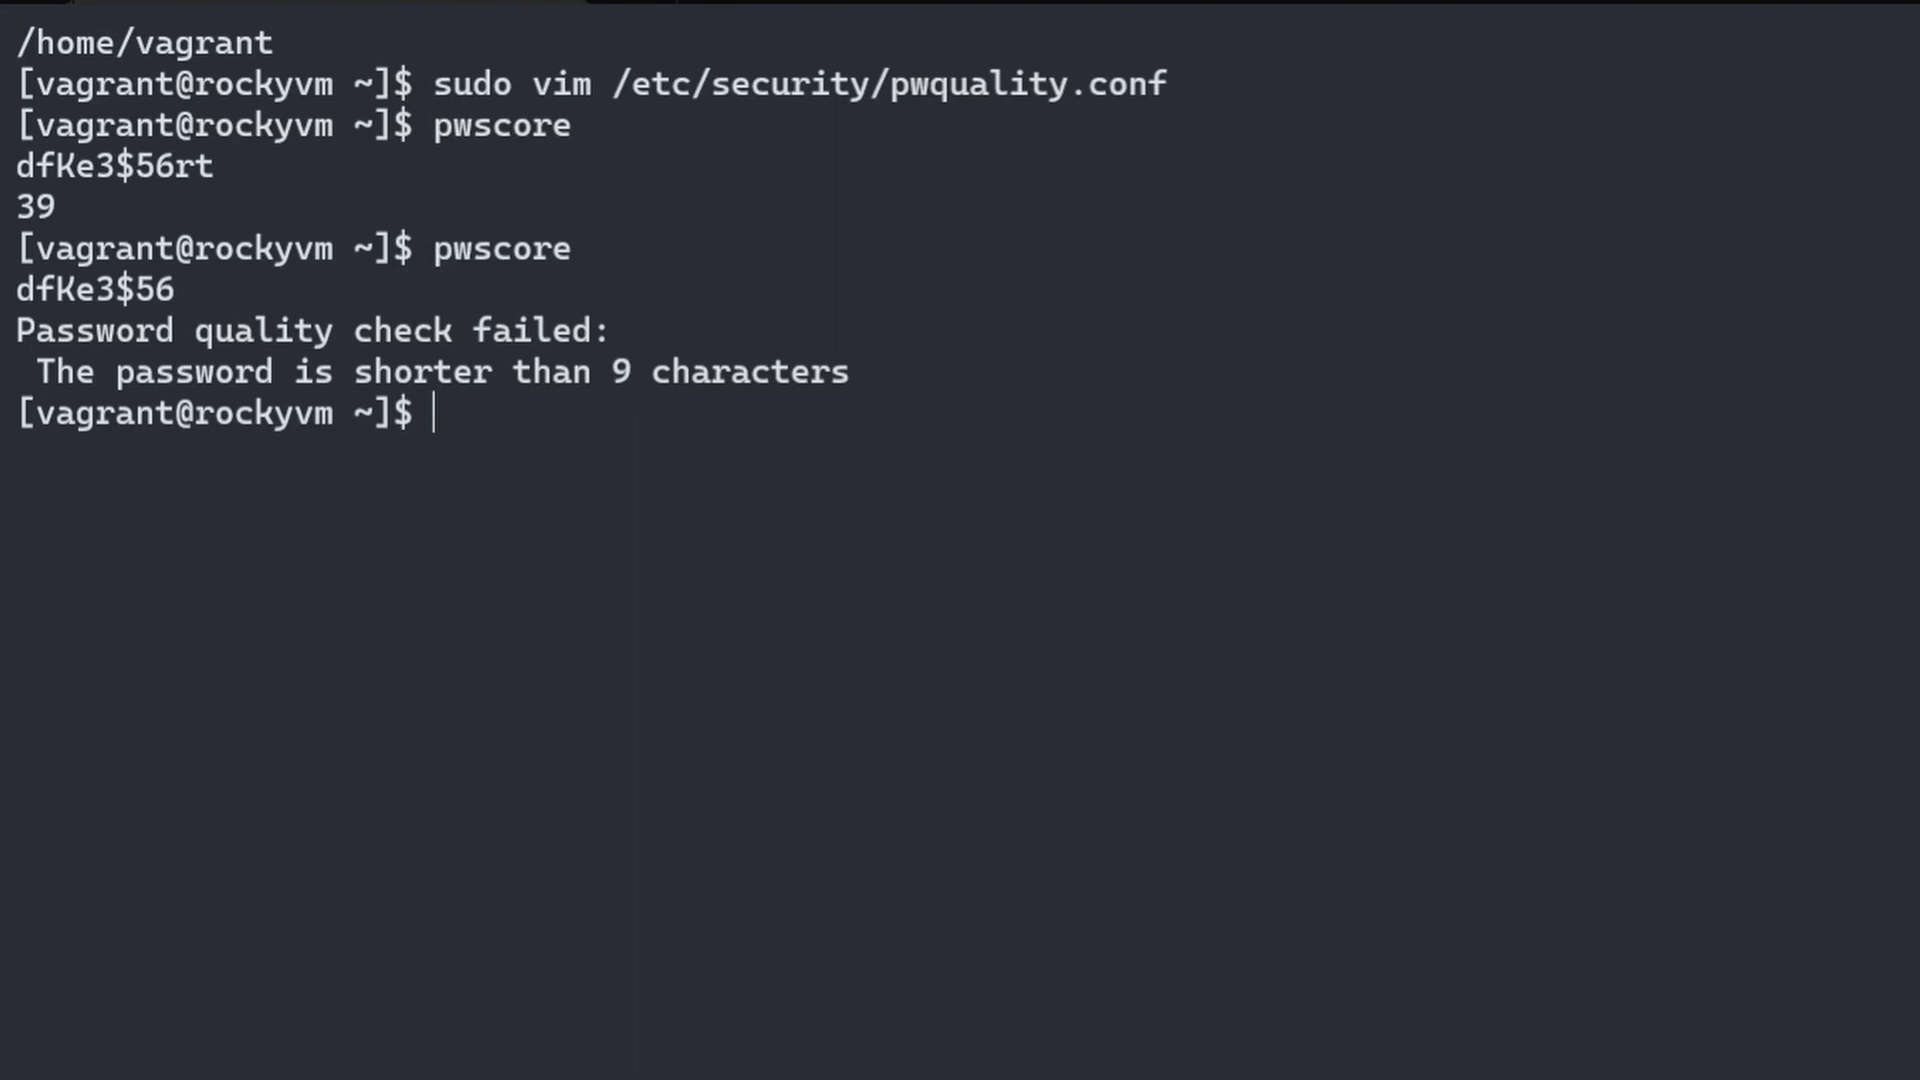 /home/vagrant
[vagrant@rockyvm ~]$ sudo vim /etc/security/pwquality.conf
[vagrant@rockyvm ~]$ pwscore
dfKe3$56rt
39
[vagrant@rockyvm ~]$ pwscore
dfKe3$56
Password quality check failed:
 The password is shorter than 9 characters
[vagrant@rockyvm ~]$